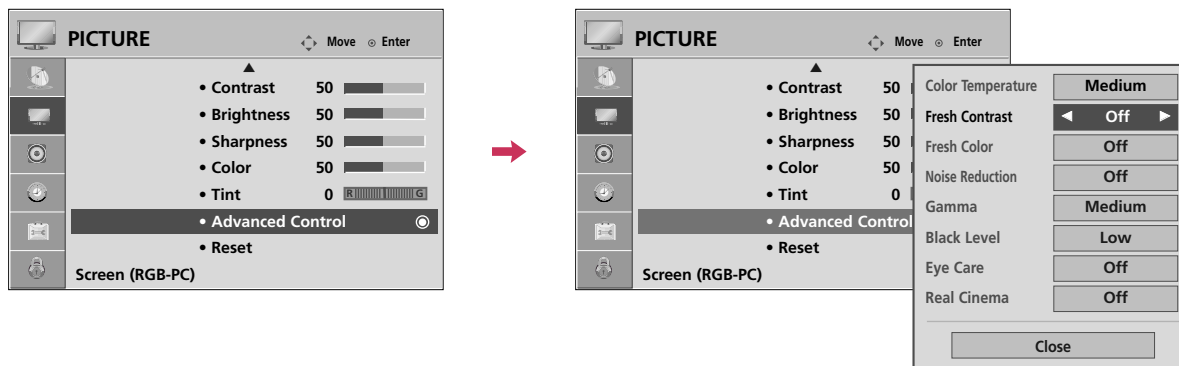 PICTURE Move Enter
• Contrast 50
• Brightness 50
• Sharpness 50
• Color 50
• Tint 0 R G
• Advanced Control
• Reset
Screen (RGB-PC)
PICTURE Move Enter
• Contrast 50
• Brightness 50
• Sharpness 50
• Color 50
• Tint 0
• Advanced Control
• Reset
Screen (RGB-PC)
Color Temperature Medium
Fresh Contrast Off
Fresh Color Off
Noise Reduction Off
Gamma Medium
Black Level Low
Eye Care Off
Real Cinema Off
Close